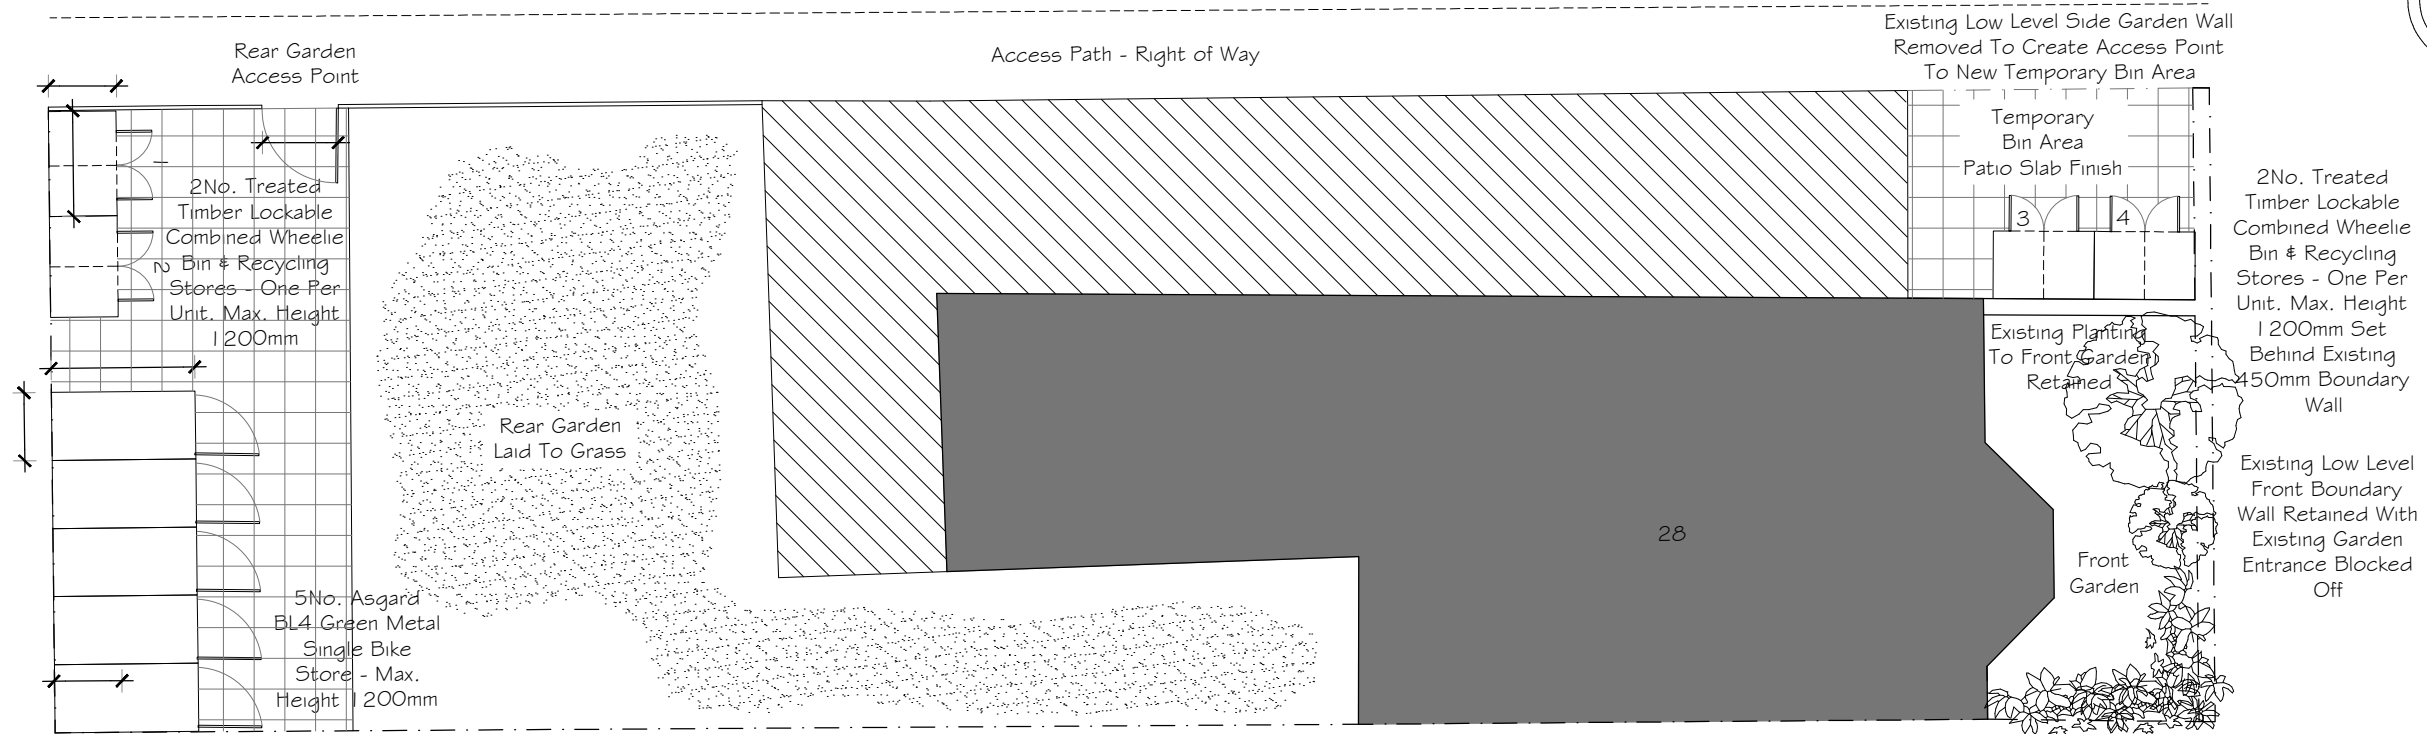 Rear Garden
Access Point
Access Path - Right of Way
Existing Low Level Side Garden Wall
Removed To Create Access Point
To New Temporary Bin Area
Temporary
Bin Area
Patio Slab Finish
1
2
2No. Treated
Timber Lockable
Combined Wheelie
Bin & Recycling
Stores - One Per
Unit. Max. Height
1200mm
3
4
2No. Treated
Timber Lockable
Combined Wheelie
Bin & Recycling
Stores - One Per
Unit. Max. Height
1200mm Set
Behind Existing
450mm Boundary
Wall
Existing Planting
To Front Garden
Retained
Rear Garden
Laid To Grass
28
Existing Low Level
Front Boundary
Wall Retained With
Existing Garden
Entrance Blocked
Off
Front
Garden
5No. Asgard
BL4 Green Metal
Single Bike
Store - Max.
Height 1200mm